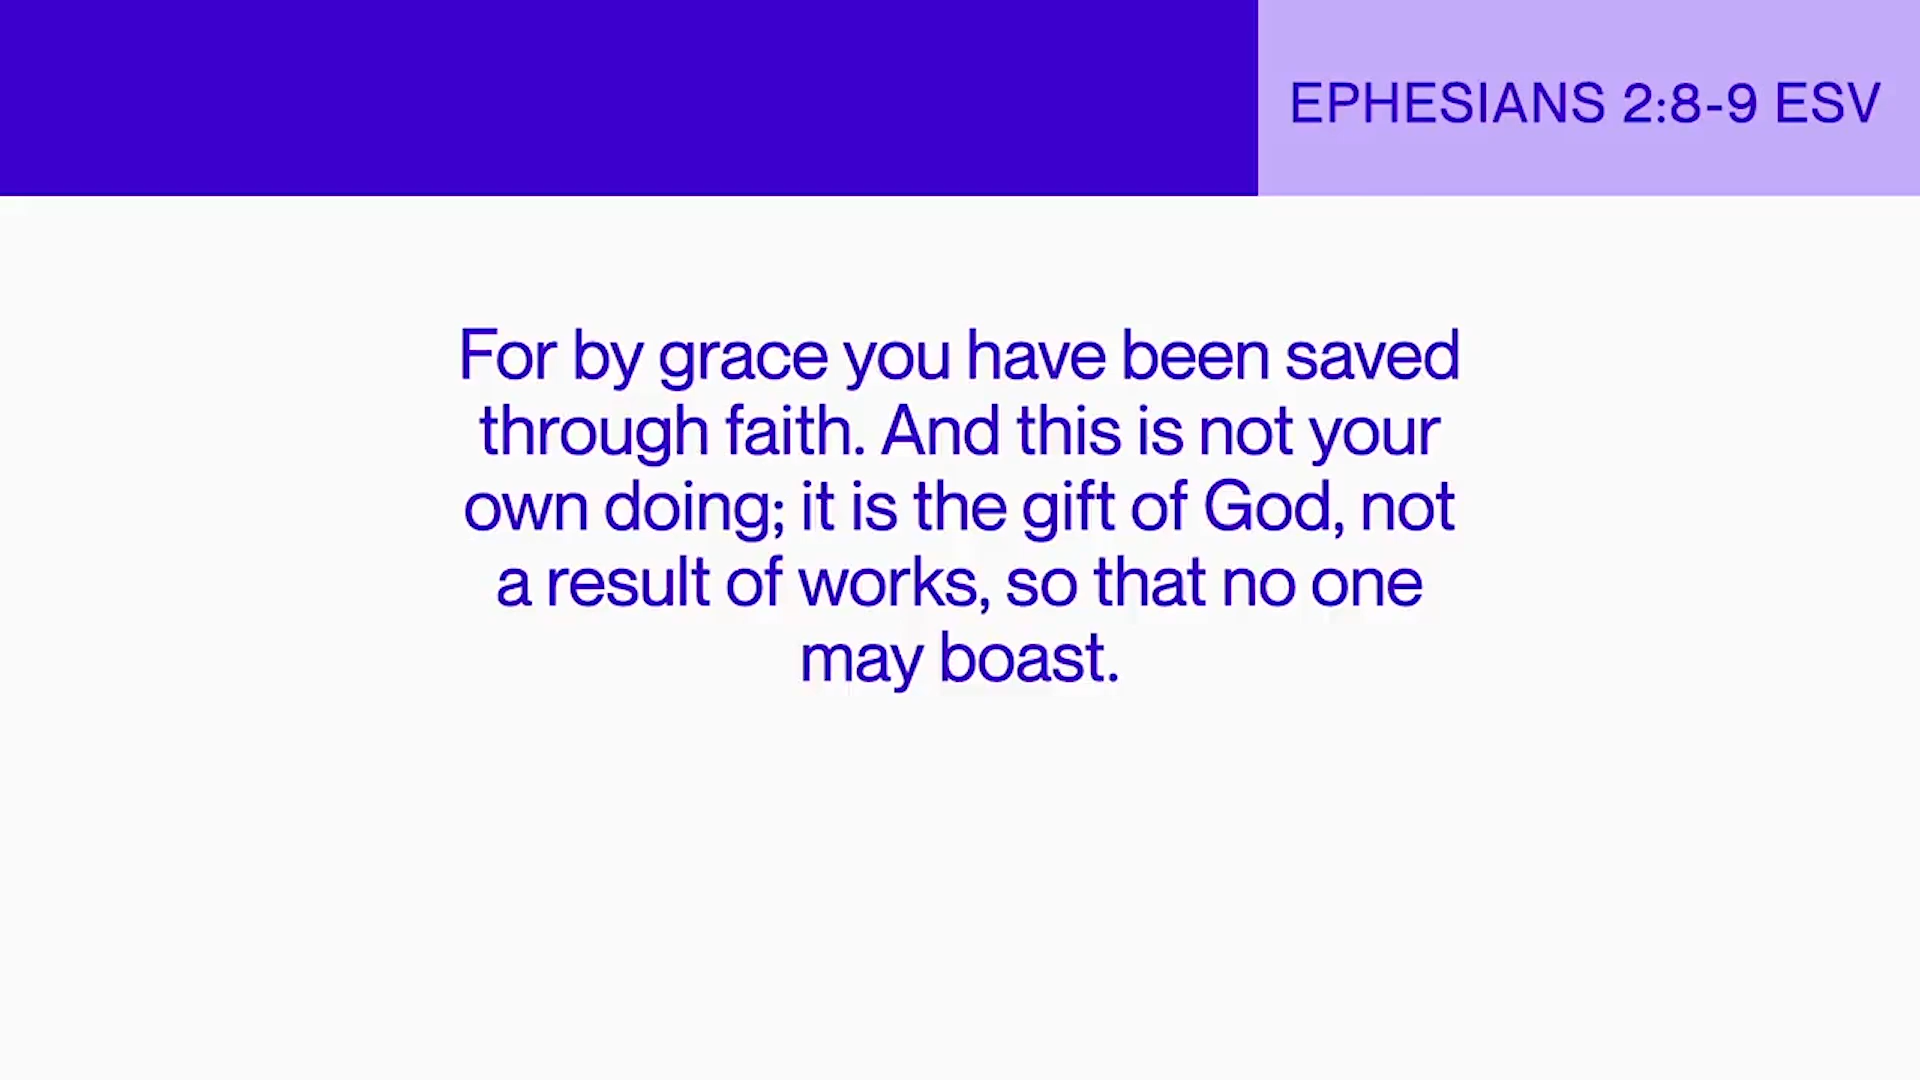 EPHESIANS 2:8-9 ESV
For by grace you have been saved
through faith. And this is not your
own doing; it is the gift of God, not
a result of works, so that no one
may boast.